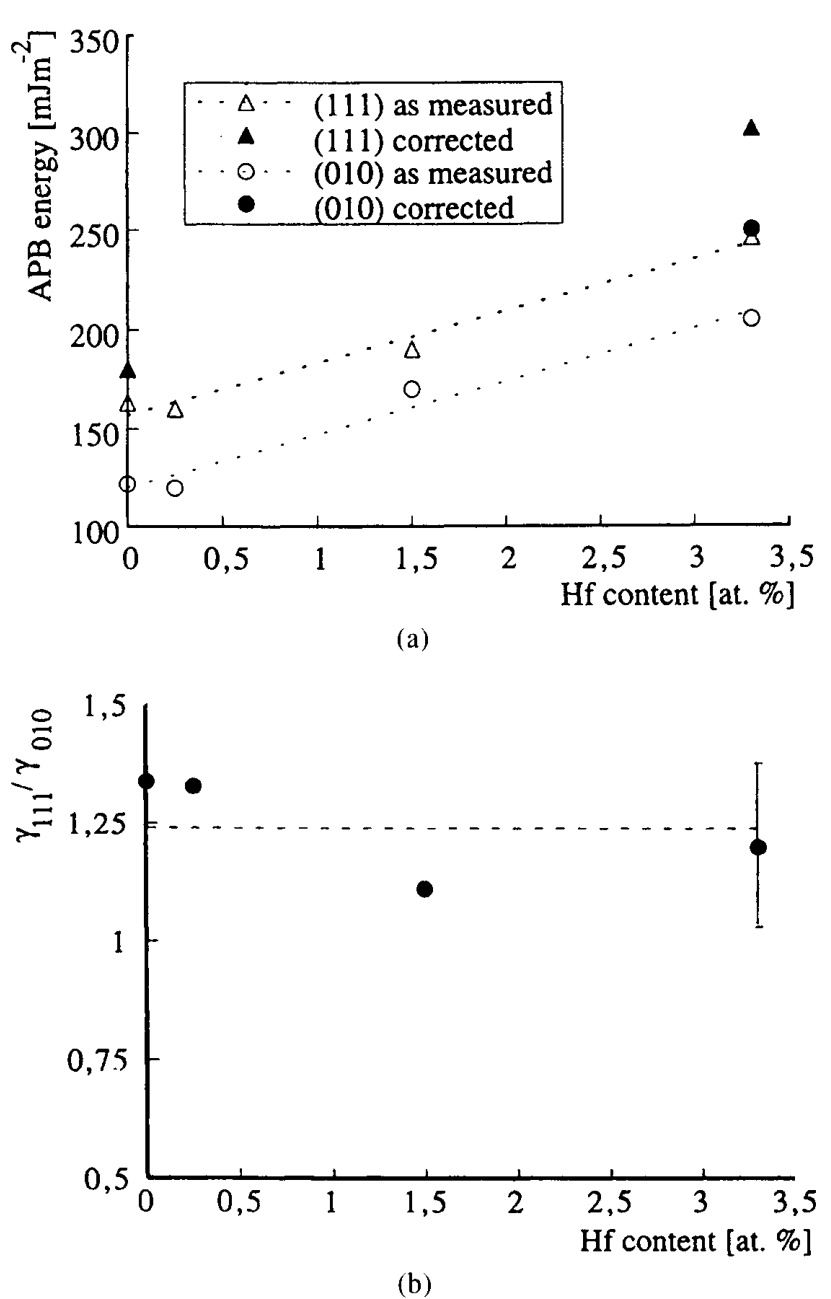 APB energy [mJm⁻²]
350
300
250
200
150
100
(111) as measured
(111) corrected
(010) as measured
(010) corrected
0 0,5 1 1,5 2 2,5 3 3,5
Hf content [at. %]
(a)
γ111/γ010
1,5
1,25
1
0,75
0,5
0 0,5 1 1,5 2 2,5 3 3,5
Hf content [at. %]
(b)